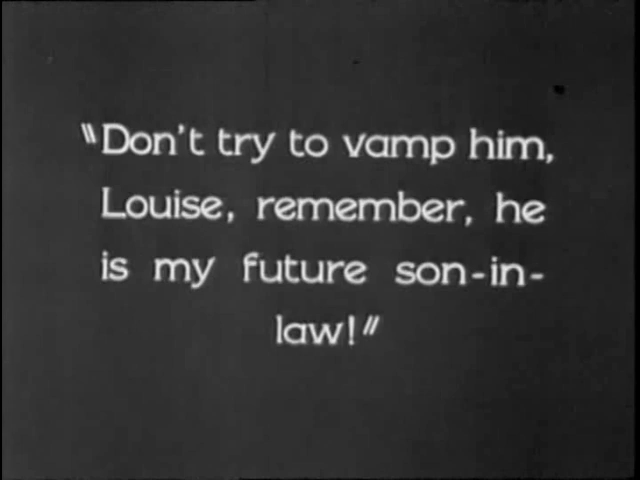 "Don't try to vamp him,
Louise, remember, he
is my future son-in-
law!"